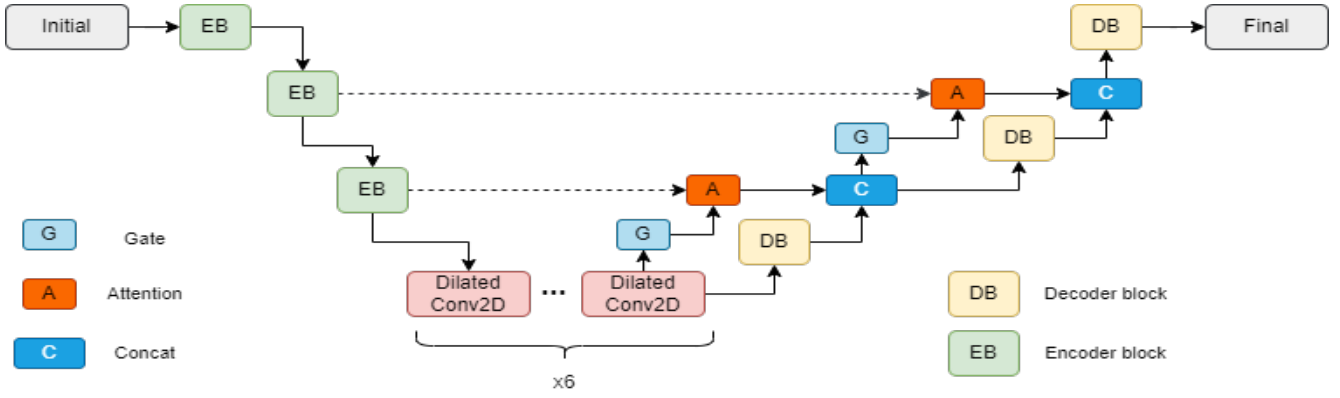 Initial
EB
DB
Final
EB
A
C
G
DB
EB
A
C
G
DB
Dilated
Conv2D
...
Dilated
Conv2D
x6
G
Gate
A
Attention
C
Concat
DB
Decoder block
EB
Encoder block